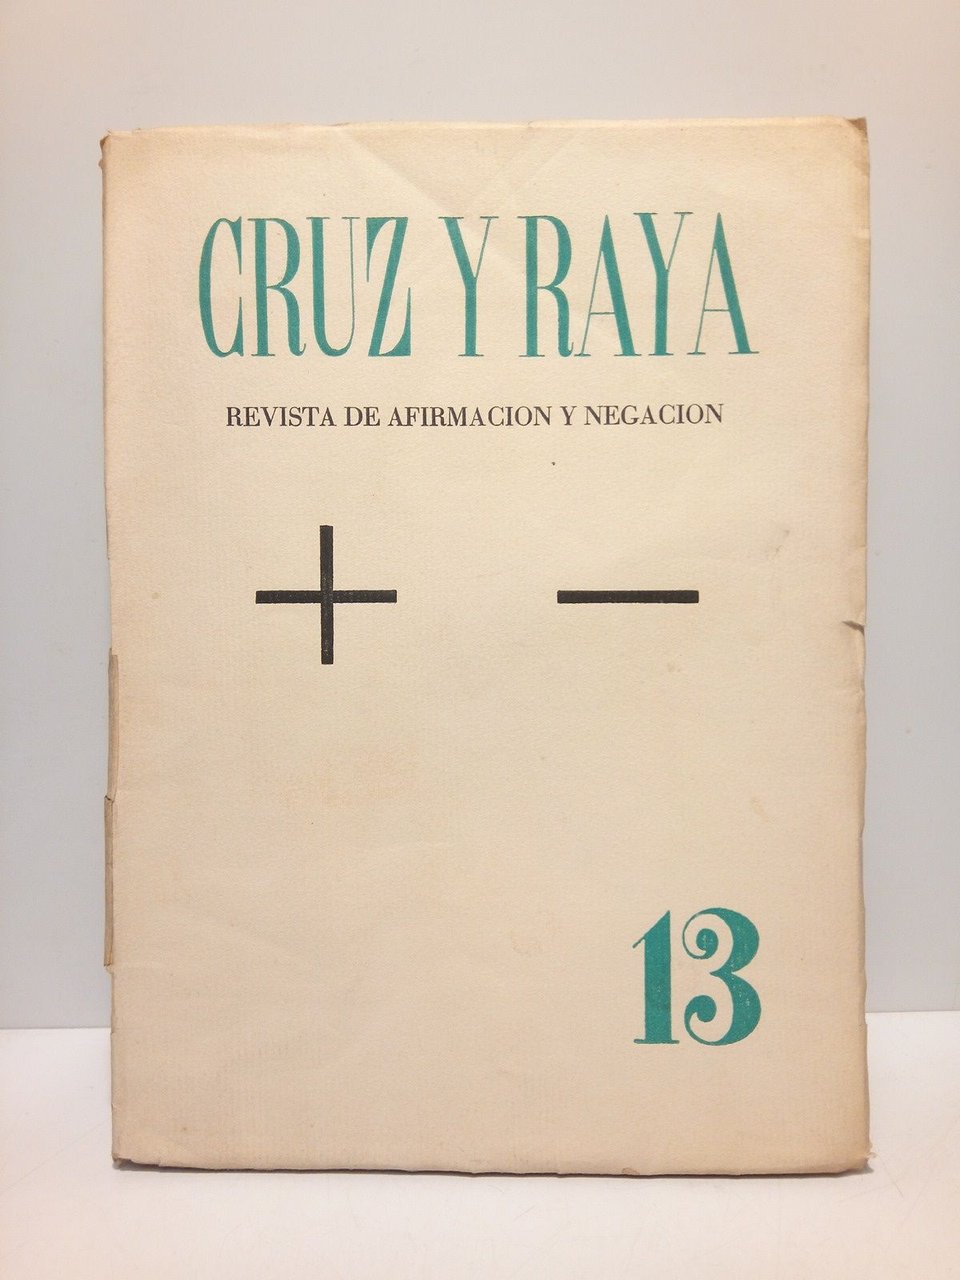 CRUZ Y RAYA
REVISTA DE AFIRMACION Y NEGACION
+ −
13